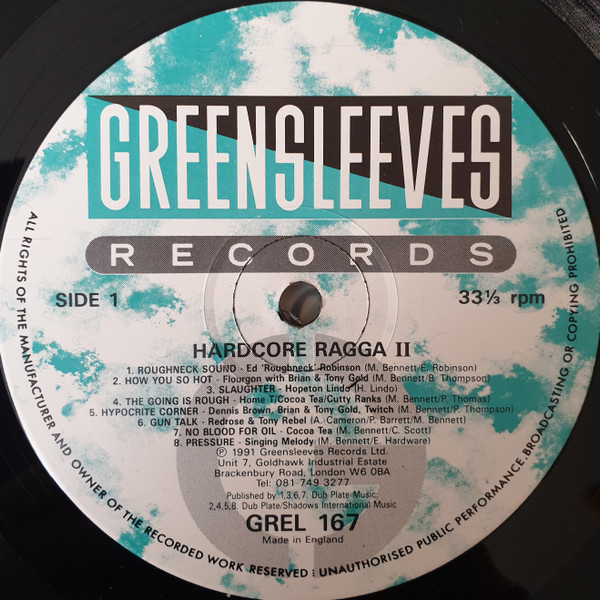 GREENSLEEVES
RECORDS
SIDE 1
33⅓ rpm
HARDCORE RAGGA II
1. ROUGHNECK SOUND - Ed 'Roughneck' Robinson (M. Bennett/E. Robinson)
2. HOW YOU SO HOT - Flourgon with Brian & Tony Gold (M. Bennett/B. Thompson)
3. SLAUGHTER - Hopeton Lindo (H. Lindo)
4. THE GOING IS ROUGH - Home T/Cocoa Tea/Cutty Ranks (M. Bennett/P. Thomas)
5. HYPOCRITE CORNER - Dennis Brown, Brian & Tony Gold, Twitch (M. Bennett/P. Thompson)
6. GUN TALK - Redrose & Tony Rebel (A. Cameron/P. Barrett/M. Bennett)
7. NO BLOOD FOR OIL - Cocoa Tea (M. Bennett/C. Scott)
8. PRESSURE - Singing Melody (M. Bennett/E. Hardware)
℗ 1991 Greensleeves Records Ltd.
Unit 7, Goldhawk Industrial Estate
Brackenbury Road, London W6 0BA
Tel: 081-749 3277
Published by 1,3,6,7, Dub Plate Music;
2,4,5,8. Dub Plate/Shadows International Music
GREL 167
Made in England
ALL RIGHTS OF THE MANUFACTURER AND OWNER OF THE RECORDED WORK RESERVED : UNAUTHORISED PUBLIC PERFORMANCE. BROADCASTING OR COPYING PROHIBITED